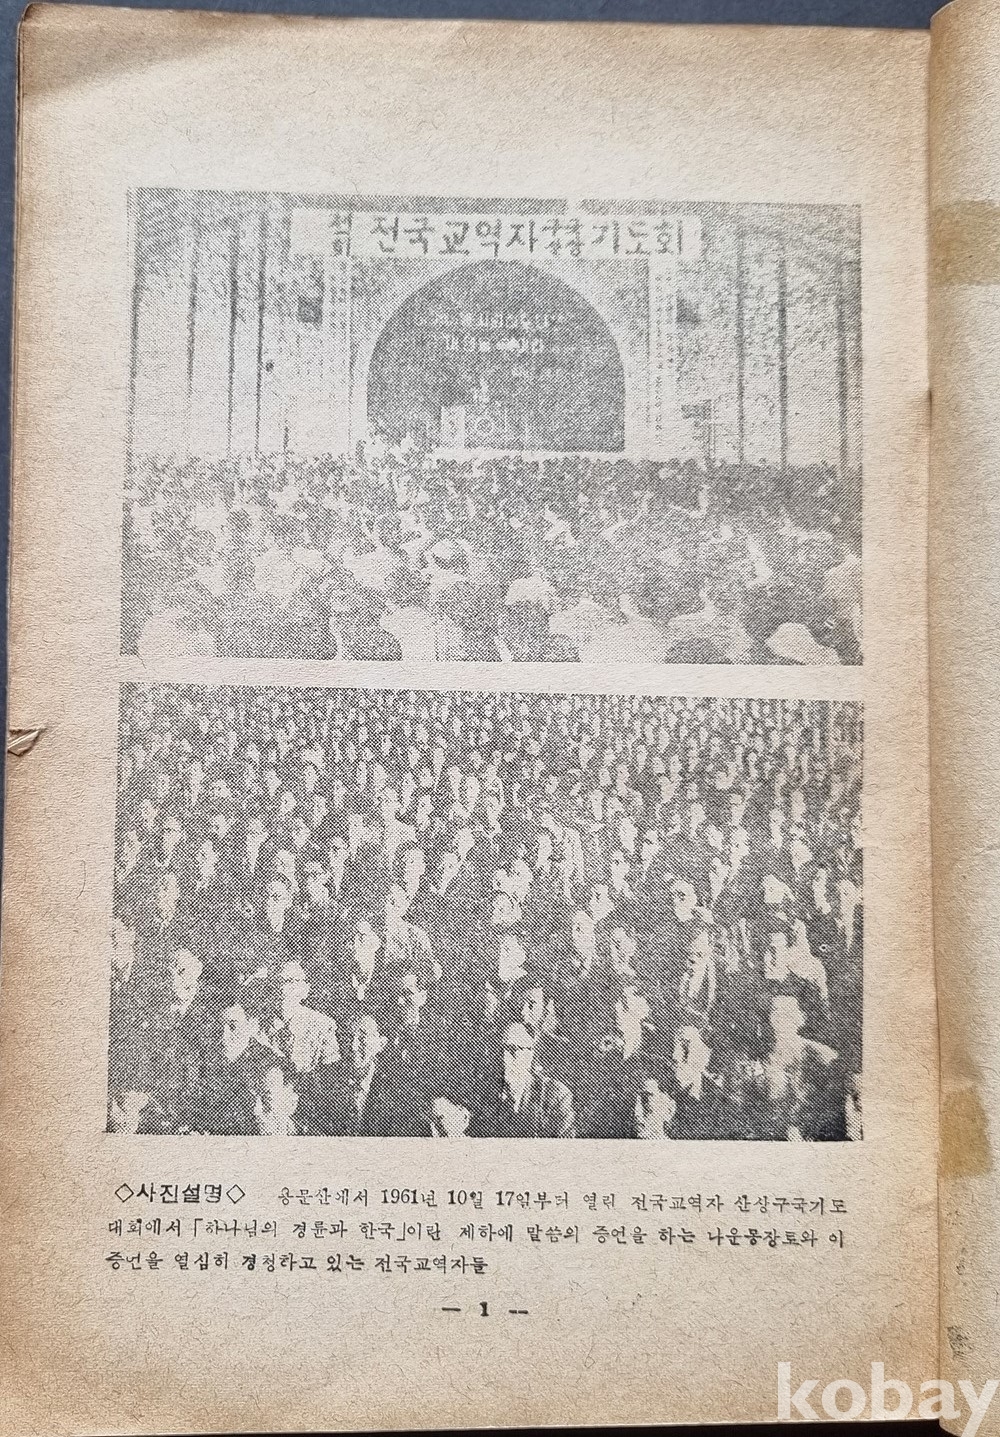 전국교역자 기도회
◇사진설명◇ 용문산에서 1961년 10월 17일부터 열린 전국교역자 산상구국기도
대회에서 「하나님의 경륜과 한국」이란 제하에 말씀의 증언을 하는 나운몽장로와 이
증언을 열심히 경청하고 있는 전국교역자들
— 1 —
kobay